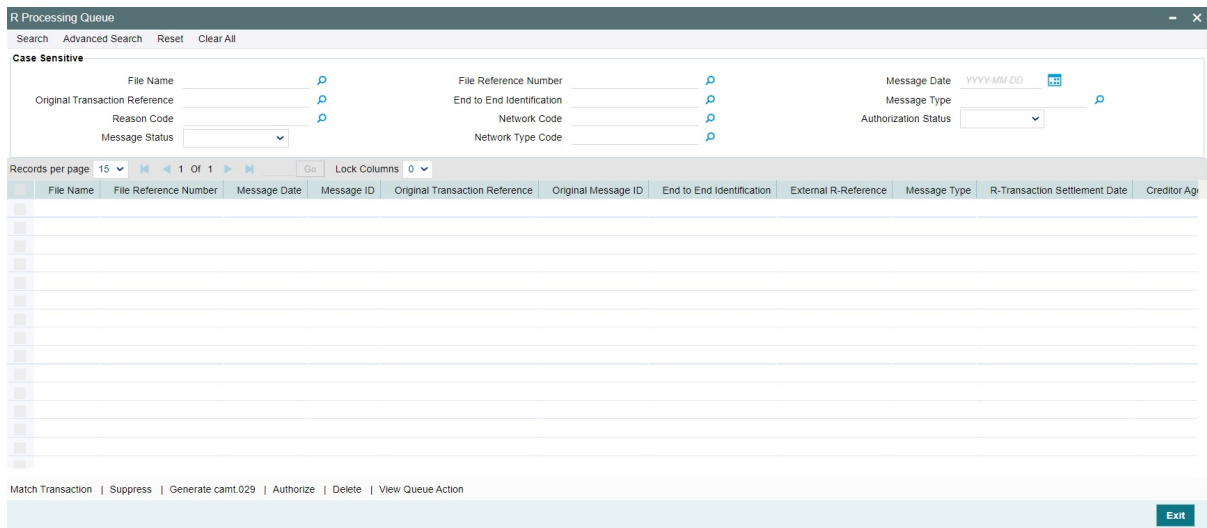 R Processing Queue
Search Advanced Search Reset Clear All
Case Sensitive
File Name File Reference Number Message Date YYYY-MM-DD
Original Transaction Reference End to End Identification Message Type
Reason Code Network Code Authorization Status
Message Status Network Type Code
Records per page 15 1 Of 1 Go Lock Columns 0
File Name File Reference Number Message Date Message ID Original Transaction Reference Original Message ID End to End Identification External R-Reference Message Type R-Transaction Settlement Date Creditor Age
Match Transaction | Suppress | Generate camt.029 | Authorize | Delete | View Queue Action
Exit